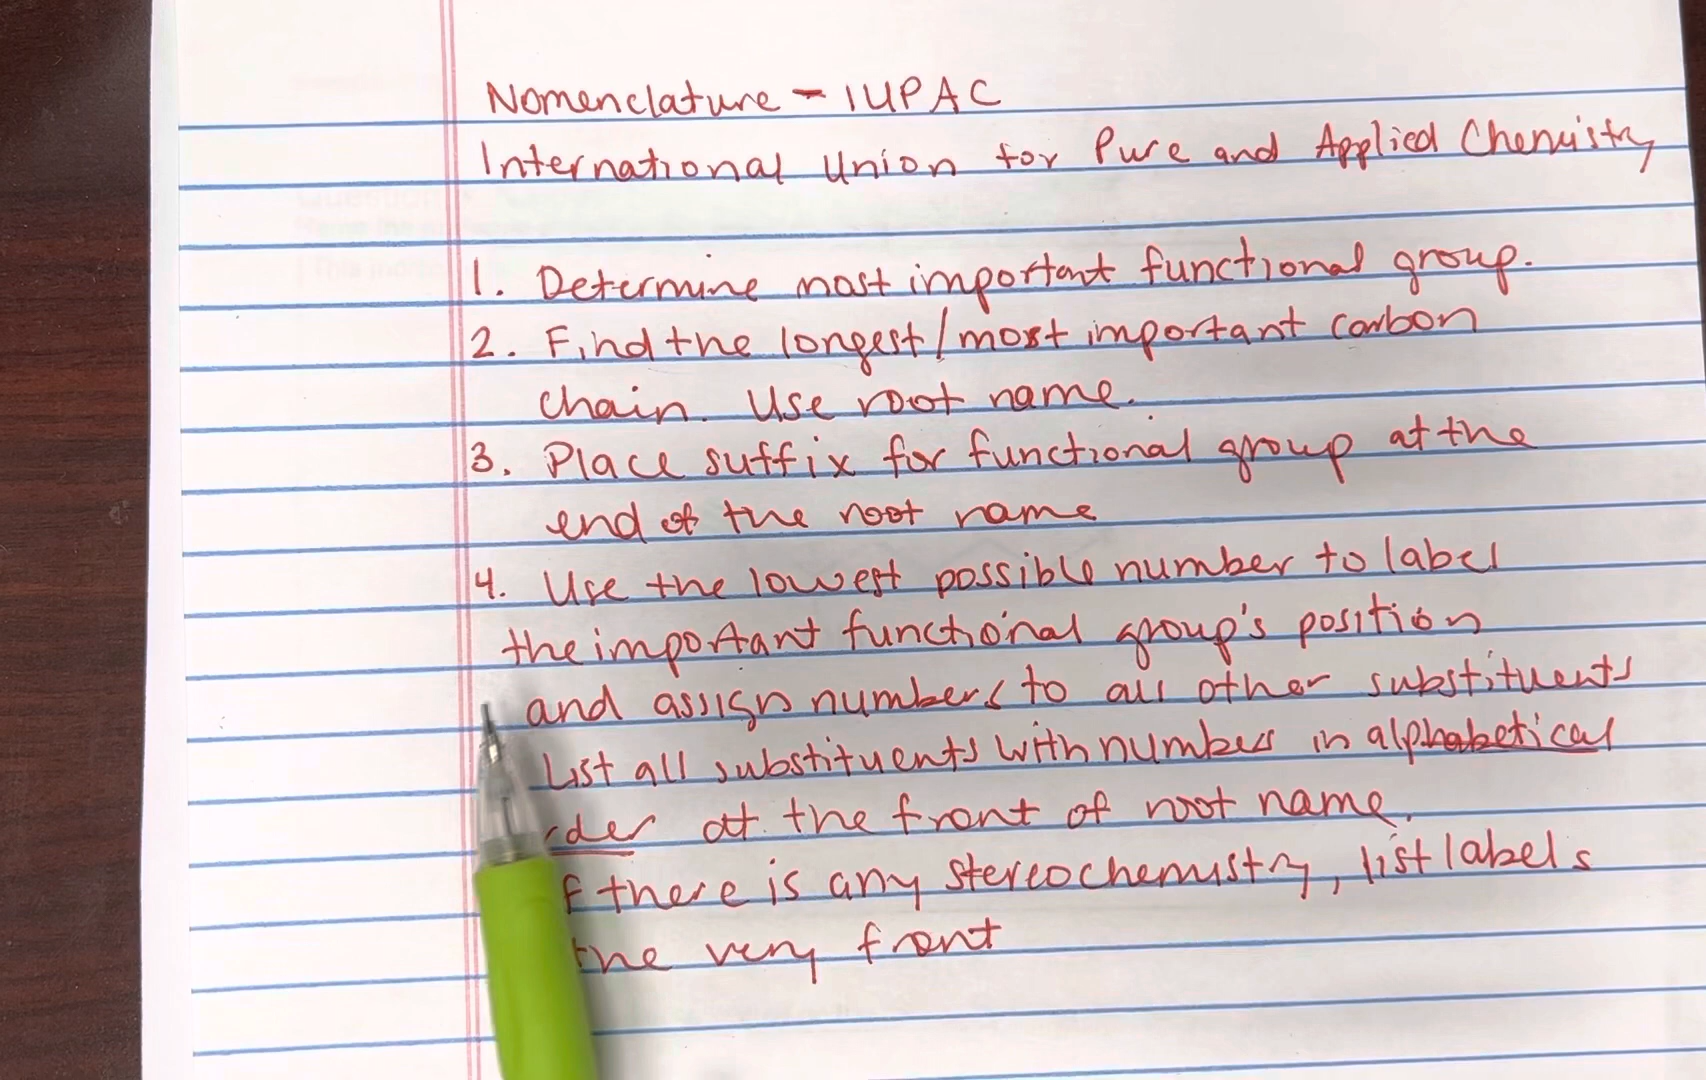 Nomenclature - IUPAC
International Union for Pure and Applied Chemistry
1. Determine most important functional group.
2. Find the longest/most important carbon
chain. Use root name.
3. Place suffix for functional group at the
end of the root name
4. Use the lowest possible number to label
the important functional group's position
and assign numbers to all other substituents
List all substituents with numbers in alphabetical
rder at the front of root name.
f there is any stereochemistry, list labels
the very front